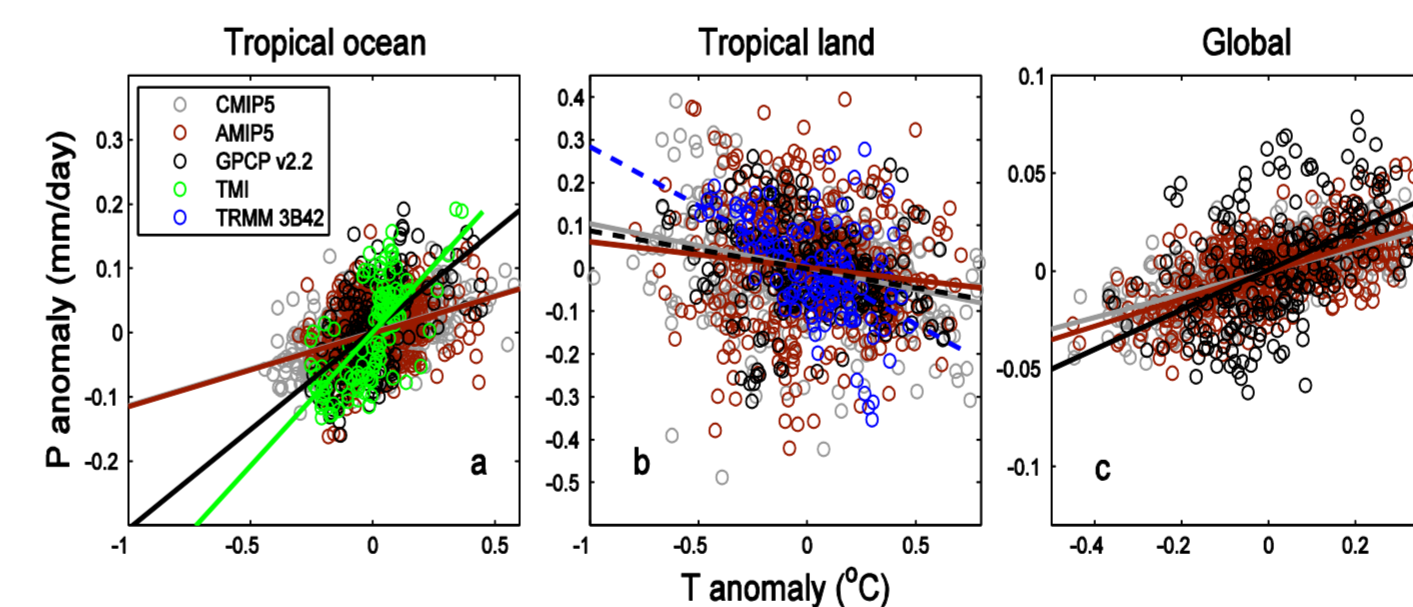 Tropical ocean
Tropical land
Global
CMIP5
AMIP5
GPCP v2.2
TMI
TRMM 3B42
P anomaly (mm/day)
0.3
0.2
0.1
0
-0.1
-0.2
a
-1 -0.5 0 0.5
0.4
0.3
0.2
0.1
0
-0.1
-0.2
-0.3
-0.4
-0.5
b
-1 -0.5 0 0.5
0.1
0.05
0
-0.05
-0.1
c
-0.4 -0.2 0 0.2
T anomaly (°C)